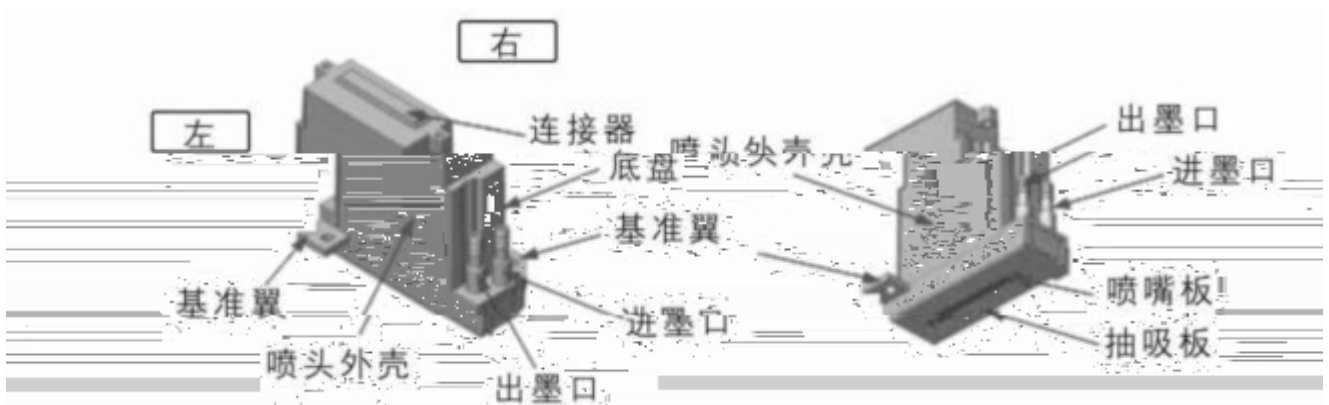 右
左
连接器
底盘
基准翼
基准翼
进墨口
喷头外壳
出墨口
喷头外壳
出墨口
进墨口
喷嘴板
抽吸板